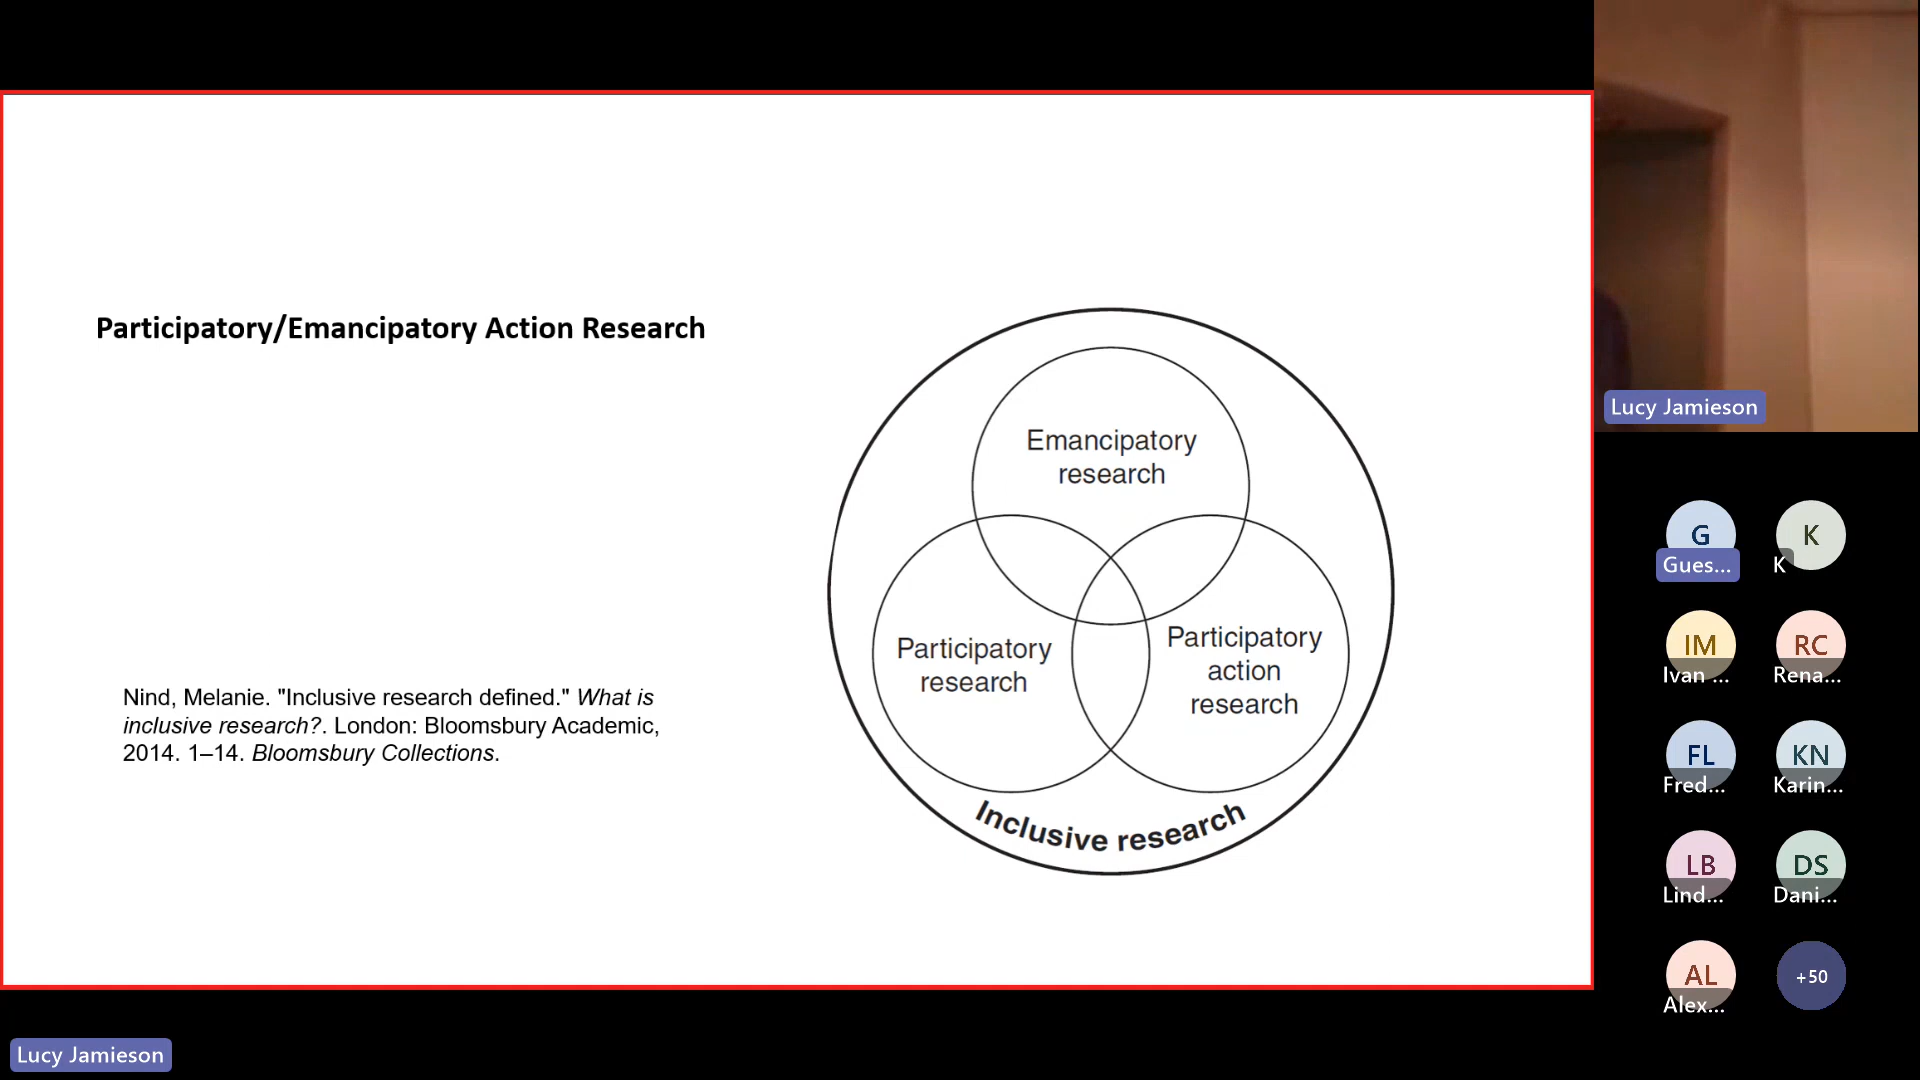 Participatory/Emancipatory Action Research
Nind, Melanie. "Inclusive research defined." What is
inclusive research?. London: Bloomsbury Academic,
2014. 1–14. Bloomsbury Collections.
Emancipatory
research
Participatory
research
Participatory
action
research
Inclusive research
Lucy Jamieson
G
Gues...
K
K
IM
Ivan ...
RC
Rena...
FL
Fred...
KN
Karin...
LB
Lind...
DS
Dani...
AL
Alex...
+50
Lucy Jamieson